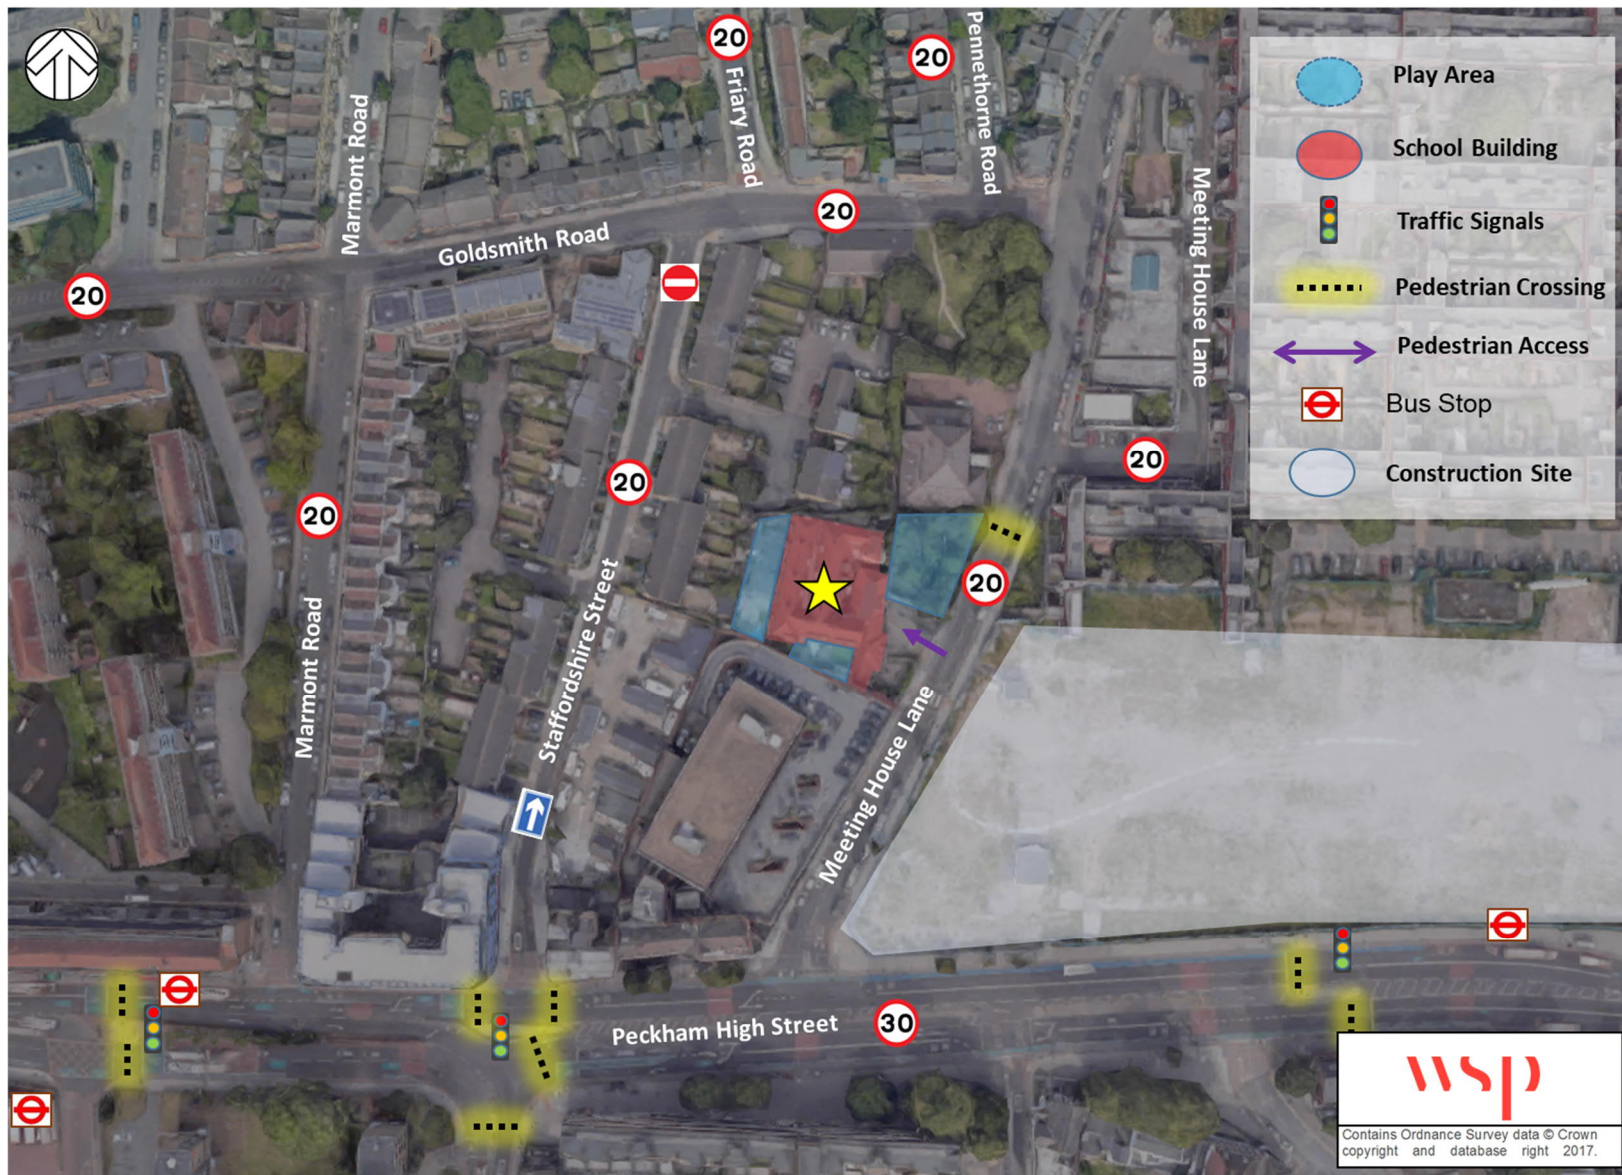 20
Friary Road
20
Pennethorne Road
Play Area
School Building
Traffic Signals
Pedestrian Crossing
Pedestrian Access
Bus Stop
Construction Site
Marmont Road
Goldsmith Road
20
Meeting House Lane
20
20
20
20
20
Marmont Road
Staffordshire Street
Meeting House Lane
Peckham High Street
30
wsp
Contains Ordnance Survey data © Crown
copyright and database right 2017.